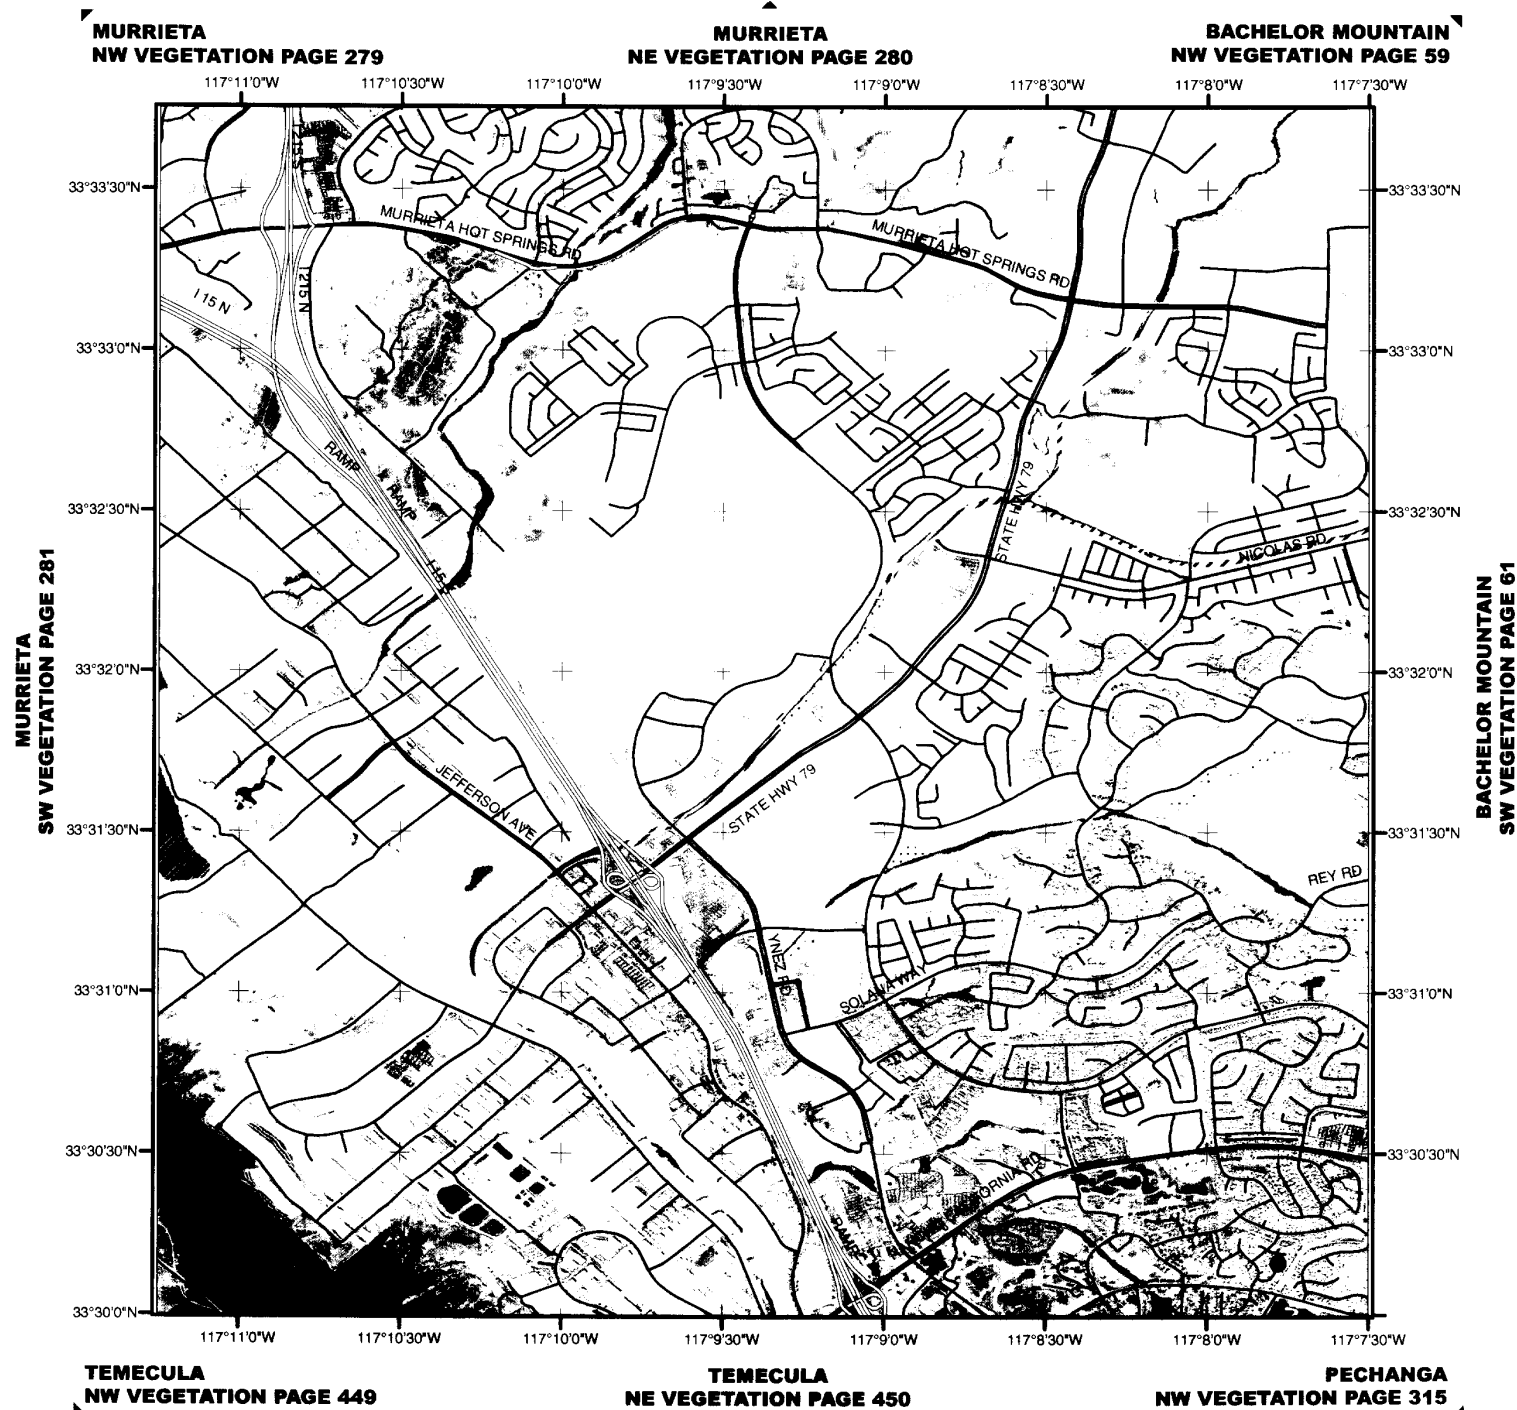 MURRIETA
NW VEGETATION PAGE 279
MURRIETA
NE VEGETATION PAGE 280
BACHELOR MOUNTAIN
NW VEGETATION PAGE 59
117°11'0"W
117°10'30"W
117°10'0"W
117°9'30"W
117°9'0"W
117°8'30"W
117°8'0"W
117°7'30"W
33°33'30"N
33°33'30"N
MURRIETA HOT SPRINGS RD
MURRIETA HOT SPRINGS RD
I 215 S
I215 N
I 15 N
33°33'0"N
33°33'0"N
RAMP
RAMP
STATE HWY 79
33°32'30"N
33°32'30"N
NICOLAS RD
I 15
MURRIETA
SW VEGETATION PAGE 281
BACHELOR MOUNTAIN
SW VEGETATION PAGE 61
33°32'0"N
33°32'0"N
JEFFERSON AVE
STATE HWY 79
33°31'30"N
33°31'30"N
REY RD
YNEZ RD
SOLANA WAY
33°31'0"N
33°31'0"N
33°30'30"N
33°30'30"N
ORNIA RD
RAMP
33°30'0"N
33°30'0"N
117°11'0"W
117°10'30"W
117°10'0"W
117°9'30"W
117°9'0"W
117°8'30"W
117°8'0"W
117°7'30"W
TEMECULA
NW VEGETATION PAGE 449
TEMECULA
NE VEGETATION PAGE 450
PECHANGA
NW VEGETATION PAGE 315